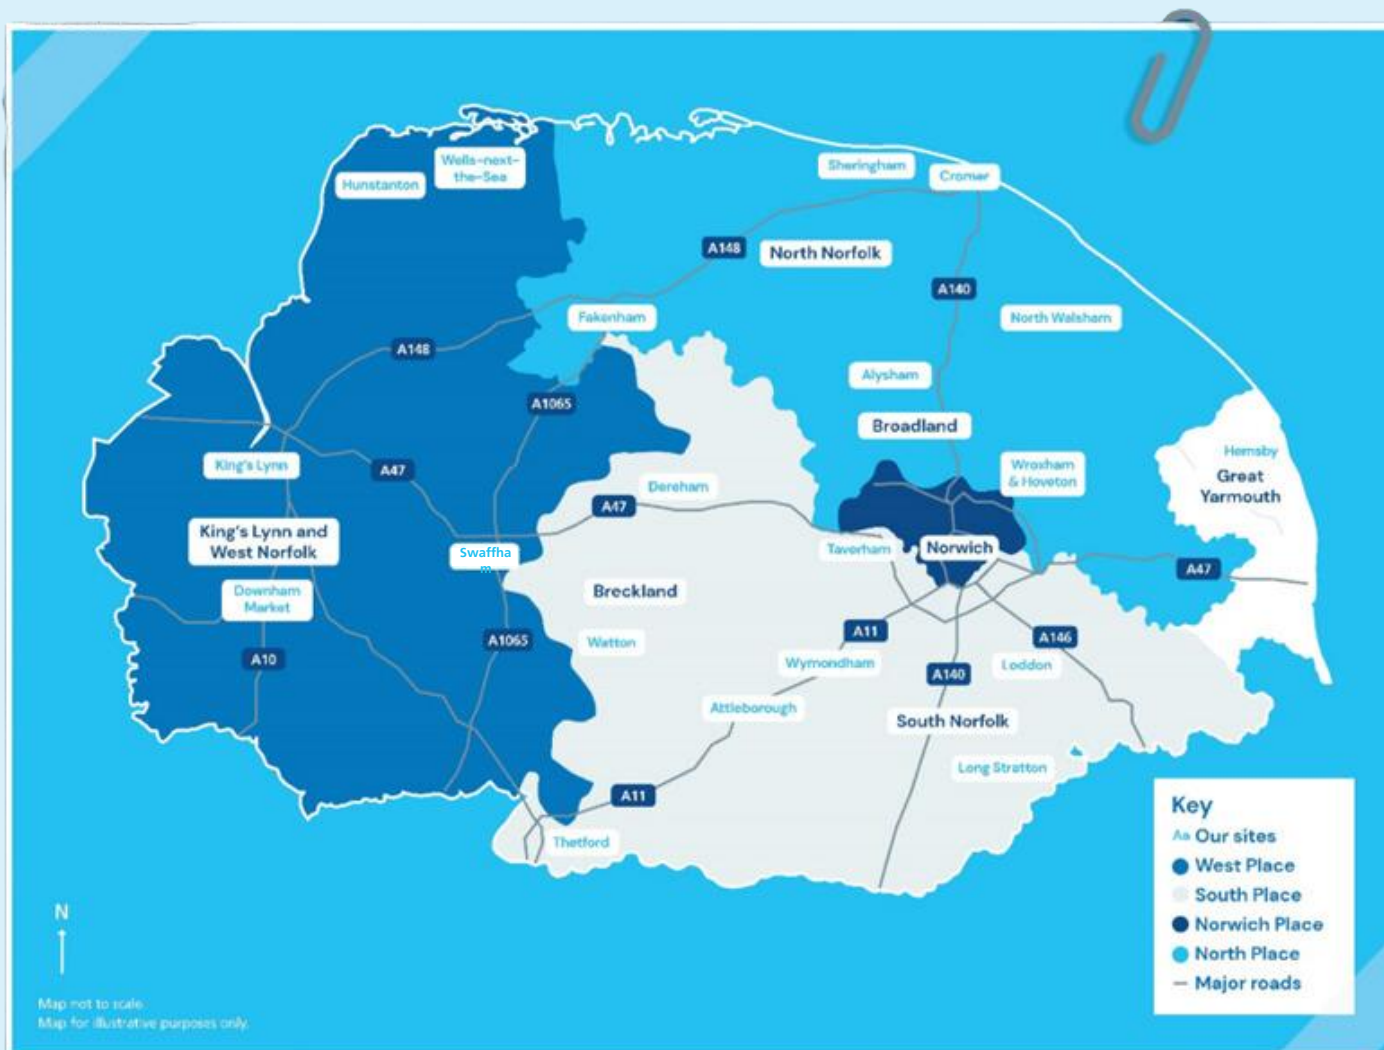 Wells-next-
the-Sea
Hunstanton
Sheringham
Cromer
A148
North Norfolk
A140
Fakenham
North Walsham
A148
Alysham
A1065
Broadland
King's Lynn
A47
Dereham
Wroxham
& Hoveton
Hemsby
Great
Yarmouth
A47
King's Lynn and
West Norfolk
Swaffha
m
Taverham
Norwich
A47
Downham
Market
Breckland
A1065
Watton
A11
A146
A10
Wymondham
A140
Loddon
Attleborough
South Norfolk
Long Stratton
A11
Thetford
Key
Aa Our sites
West Place
South Place
Norwich Place
North Place
Major roads
N
Map not to scale
Map for illustrative purposes only.